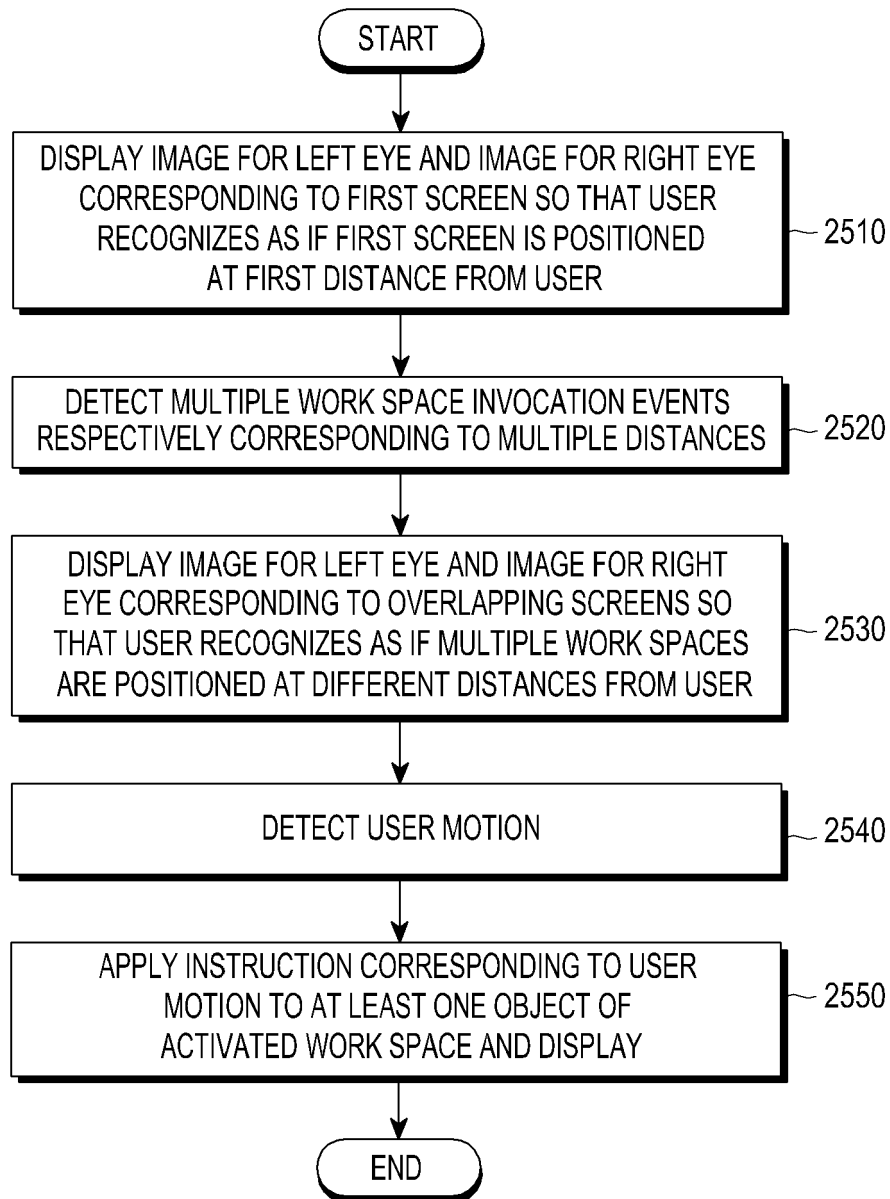 START
DISPLAY IMAGE FOR LEFT EYE AND IMAGE FOR RIGHT EYE
CORRESPONDING TO FIRST SCREEN SO THAT USER
RECOGNIZES AS IF FIRST SCREEN IS POSITIONED
AT FIRST DISTANCE FROM USER
2510
DETECT MULTIPLE WORK SPACE INVOCATION EVENTS
RESPECTIVELY CORRESPONDING TO MULTIPLE DISTANCES
2520
DISPLAY IMAGE FOR LEFT EYE AND IMAGE FOR RIGHT
EYE CORRESPONDING TO OVERLAPPING SCREENS SO
THAT USER RECOGNIZES AS IF MULTIPLE WORK SPACES
ARE POSITIONED AT DIFFERENT DISTANCES FROM USER
2530
DETECT USER MOTION
2540
APPLY INSTRUCTION CORRESPONDING TO USER
MOTION TO AT LEAST ONE OBJECT OF
ACTIVATED WORK SPACE AND DISPLAY
2550
END